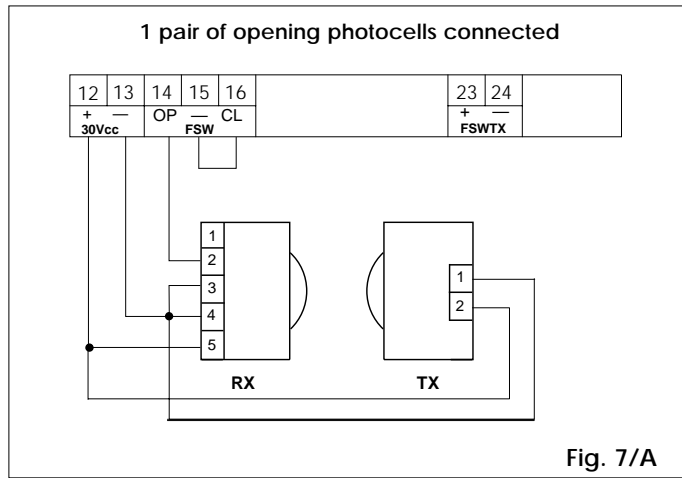 1 pair of opening photocells connected
12 13 14 15 16 23 24
+ — OP — CL + —
30Vcc FSW FSWTX
1
2
3
4
5
1
2
RX TX
Fig. 7/A